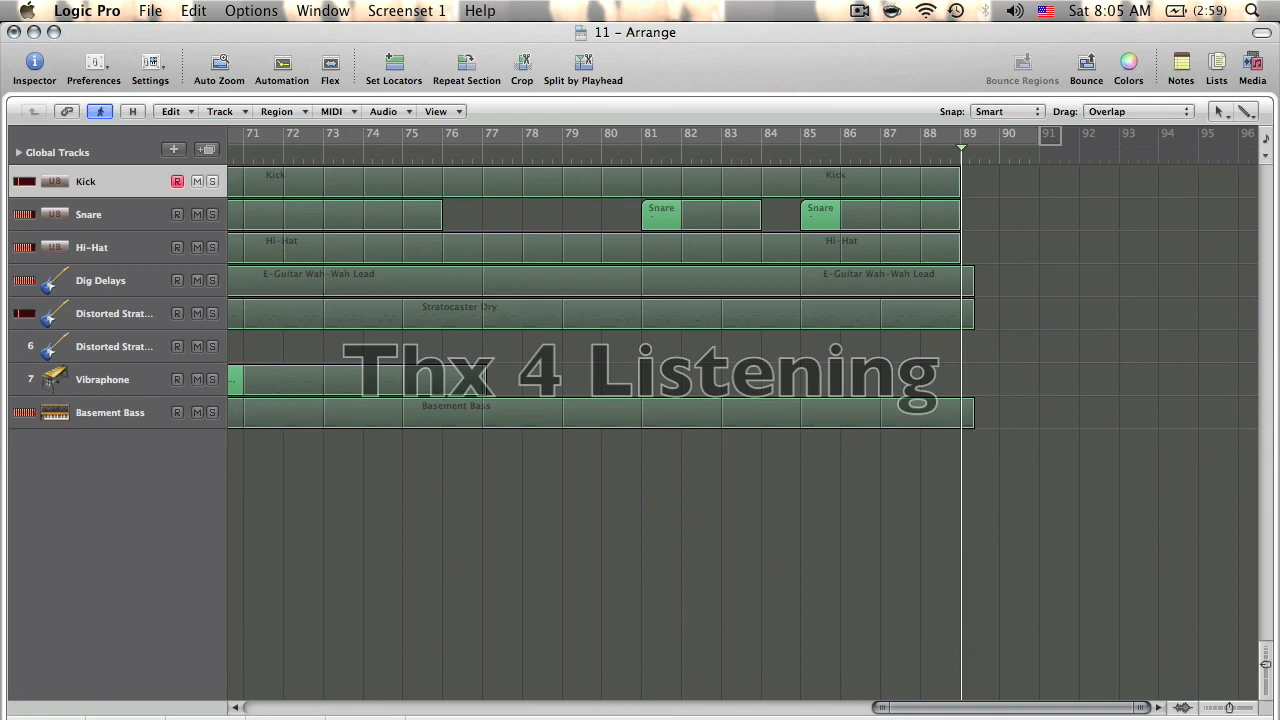 Logic Pro File Edit Options Window Screenset 1 Help Sat 8:05 AM (2:59)
11 - Arrange
Inspector Preferences Settings Auto Zoom Automation Flex Set Locators Repeat Session Crop Split by Playhead Bounce Regions Bounce Colors Notes Lists Media
H Edit Track Region MIDI Audio View Snap: Smart Drag: Overlap
71 72 73 74 75 76 77 78 79 80 81 82 83 84 85 86 87 88 89 90 91 92 93 94 95 96
Global Tracks
UB Kick R M S Kick Kick
UB Snare R M S Snare Snare
UB Hi-Hat R M S Hi-Hat Hi-Hat
Dig Delays R M S E-Guitar Wah-Wah Lead E-Guitar Wah-Wah Lead
Distorted Strat... R M S Stratocaster Dry
6 Distorted Strat... R M S
Thx 4 Listening
7 Vibraphone R M S ...
Basement Bass R M S Basement Bass